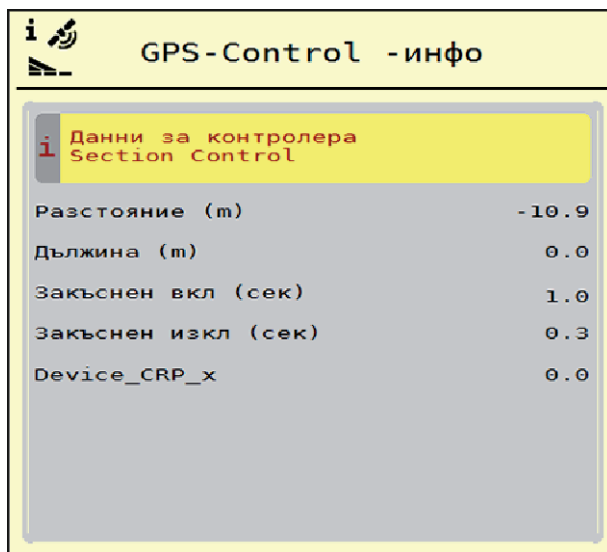 GPS-Control -инфо
i Данни за контролера
Section Control
Разстояние (m) -10.9
Дължина (m) 0.0
Закъснен вкл (сек) 1.0
Закъснен изкл (сек) 0.3
Device_CRP_x 0.0